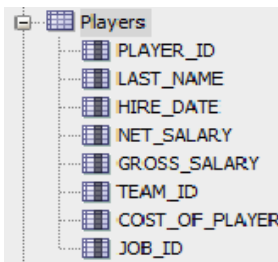 Players
PLAYER_ID
LAST_NAME
HIRE_DATE
NET_SALARY
GROSS_SALARY
TEAM_ID
COST_OF_PLAYER
JOB_ID